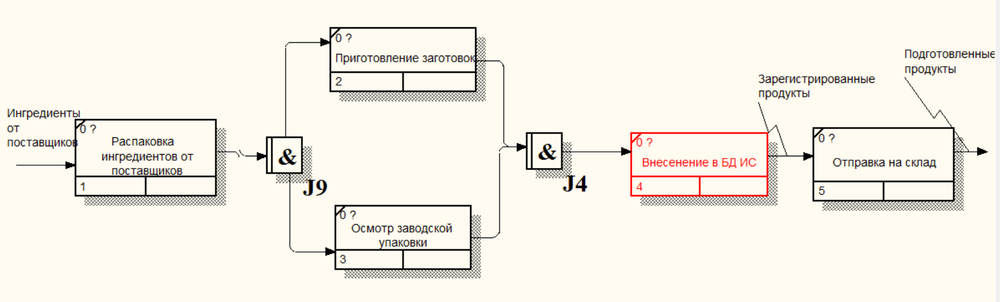 Ингредиенты
от
поставщиков
0 ?
Распаковка
ингредиентов от
поставщиков
1
&
J9
0 ?
Приготовление заготовок
2
0 ?
Осмотр заводской
упаковки
3
&
J4
0 ?
Внесенение в БД ИС
4
Зарегистрированные
продукты
0 ?
Отправка на склад
5
Подготовленные
продукты